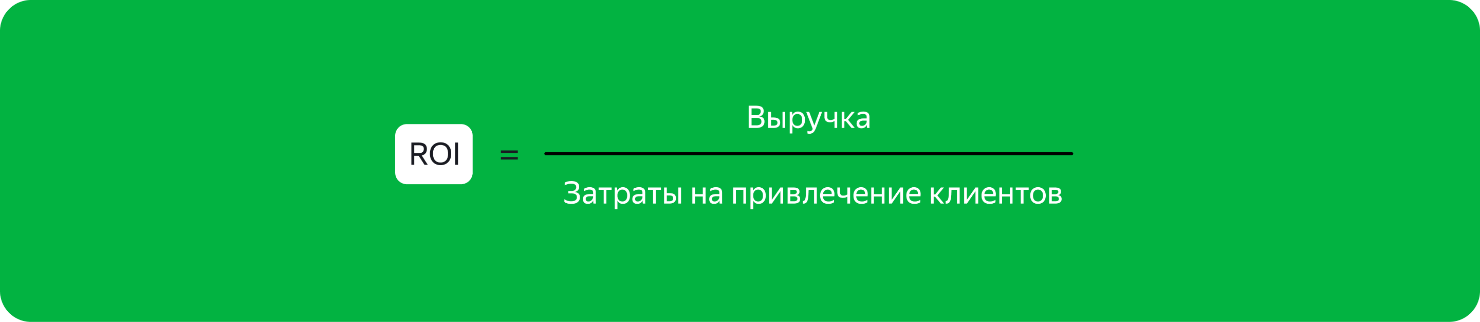 Выручка
ROI =
Затраты на привлечение клиентов